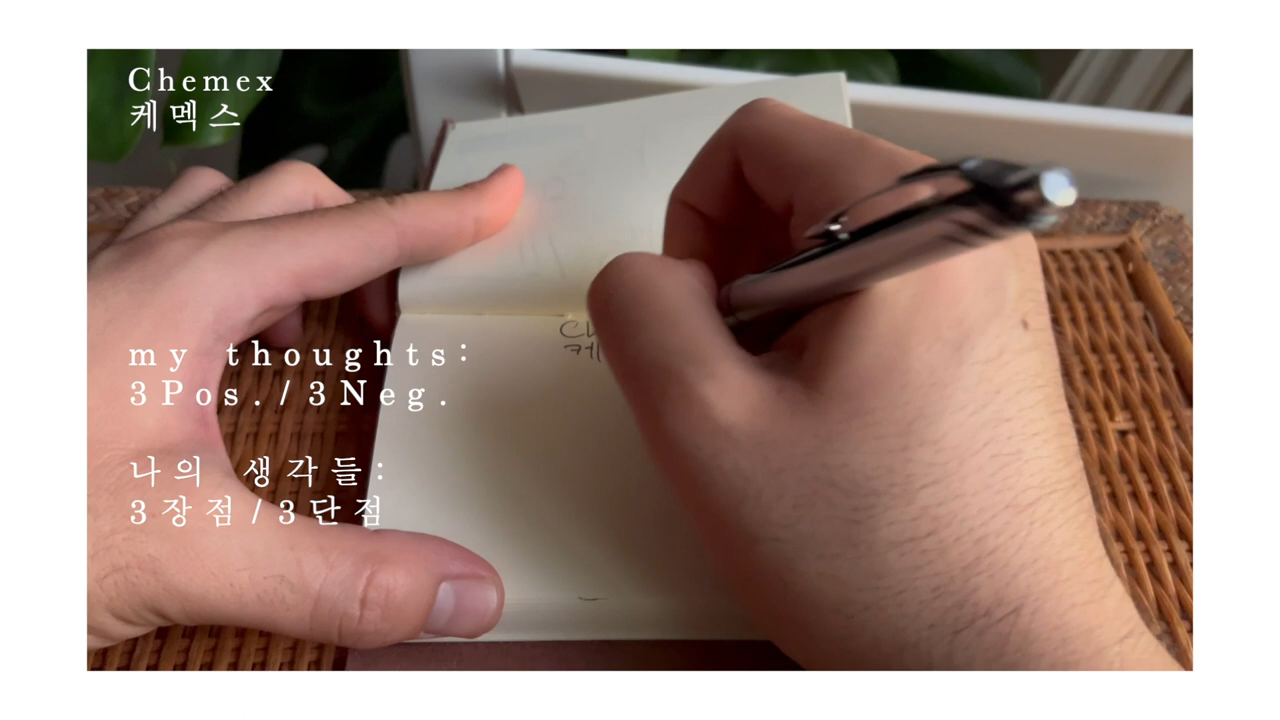 Chemex
케멕스
my thoughts:
3Pos./3Neg.
나의 생각들:
3장점/3단점